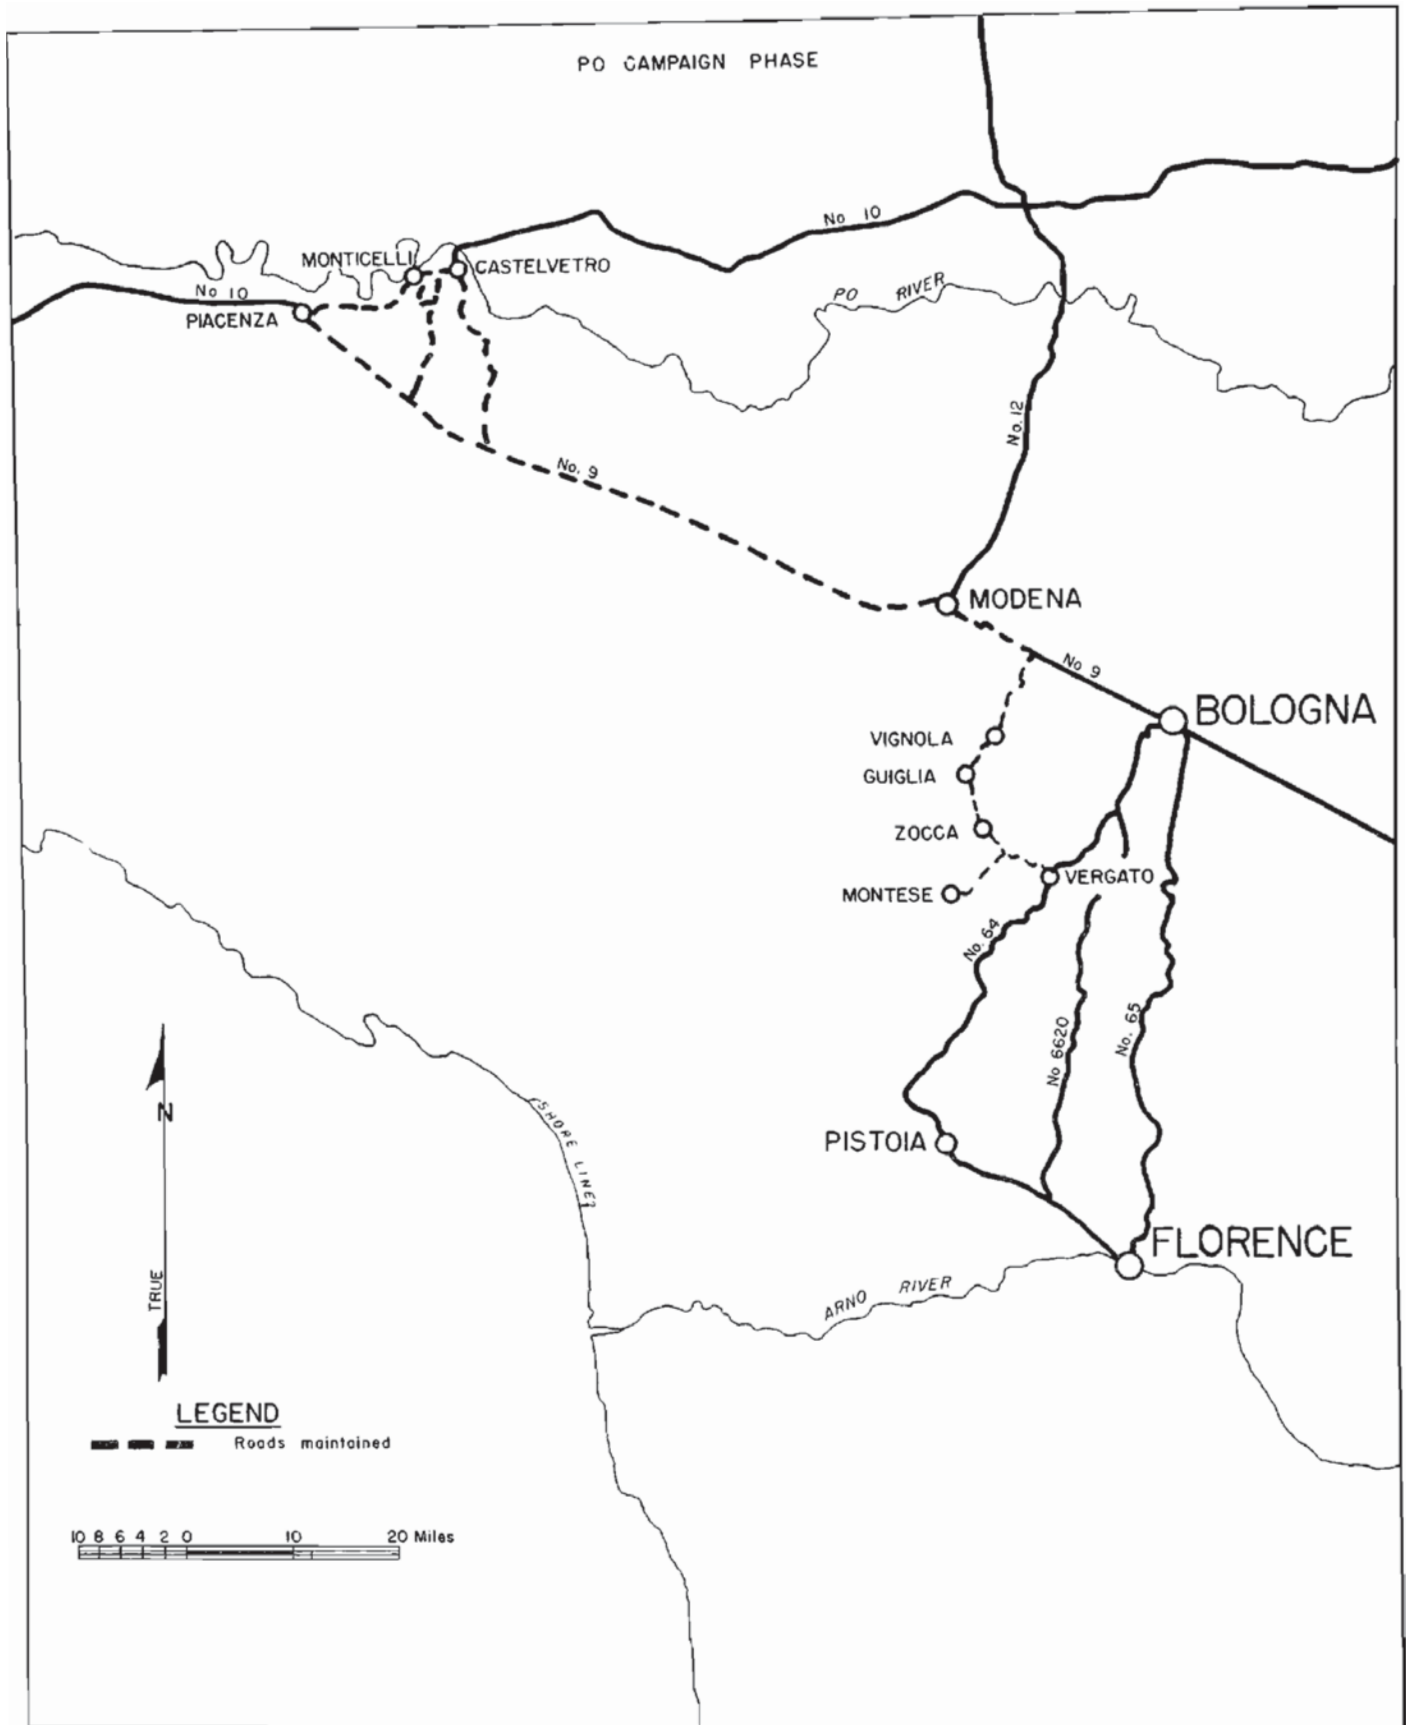 PO CAMPAIGN PHASE
No 10
MONTICELLI
CASTELVETRO
No 10
PIACENZA
PO RIVER
No. 12
No. 9
MODENA
No 9
BOLOGNA
VIGNOLA
GUIGLIA
ZOCCA
VERGATO
MONTESE
No. 64
No 6620
No. 65
N
SHORE LINE
PISTOIA
FLORENCE
TRUE
ARNO RIVER
LEGEND
Roads maintained
10 8 6 4 2 0 10 20 Miles